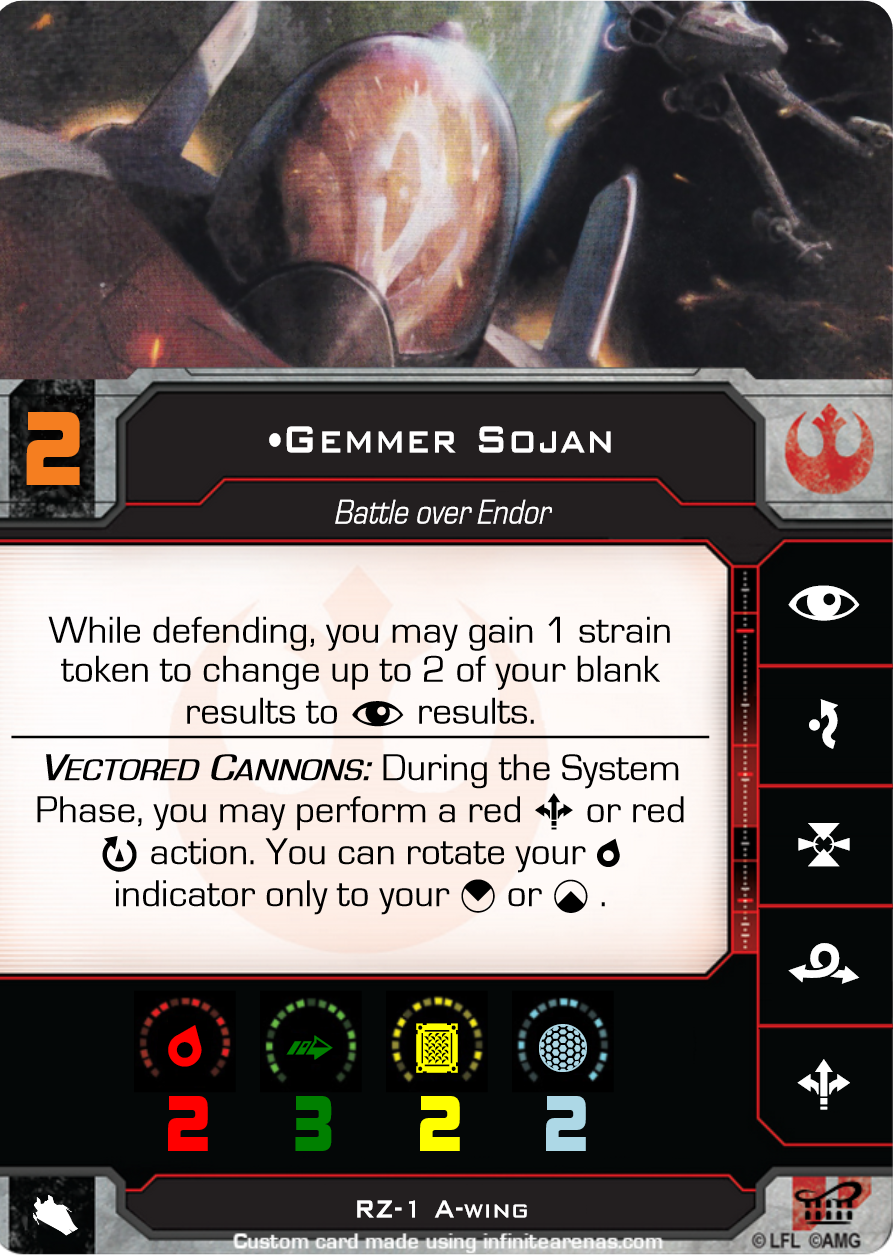 2
•Gemmer Sojan
Battle over Endor
While defending, you may gain 1 strain
token to change up to 2 of your blank
results to results.
Vectored Cannons: During the System
Phase, you may perform a red or red
action. You can rotate your
indicator only to your or .
2 3 2 2
RZ-1 A-wing
Custom card made using infinitearenas.com
© LFL ©AMG